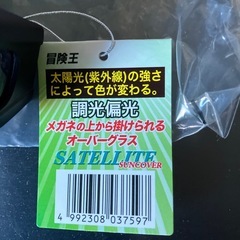 冒険王
太陽光(紫外線)の強さ
によって色が変わる。
調光偏光
メガネの上から掛けられる
オーバーグラス
SATELLITE
SUNCOVER
4 992308 037597